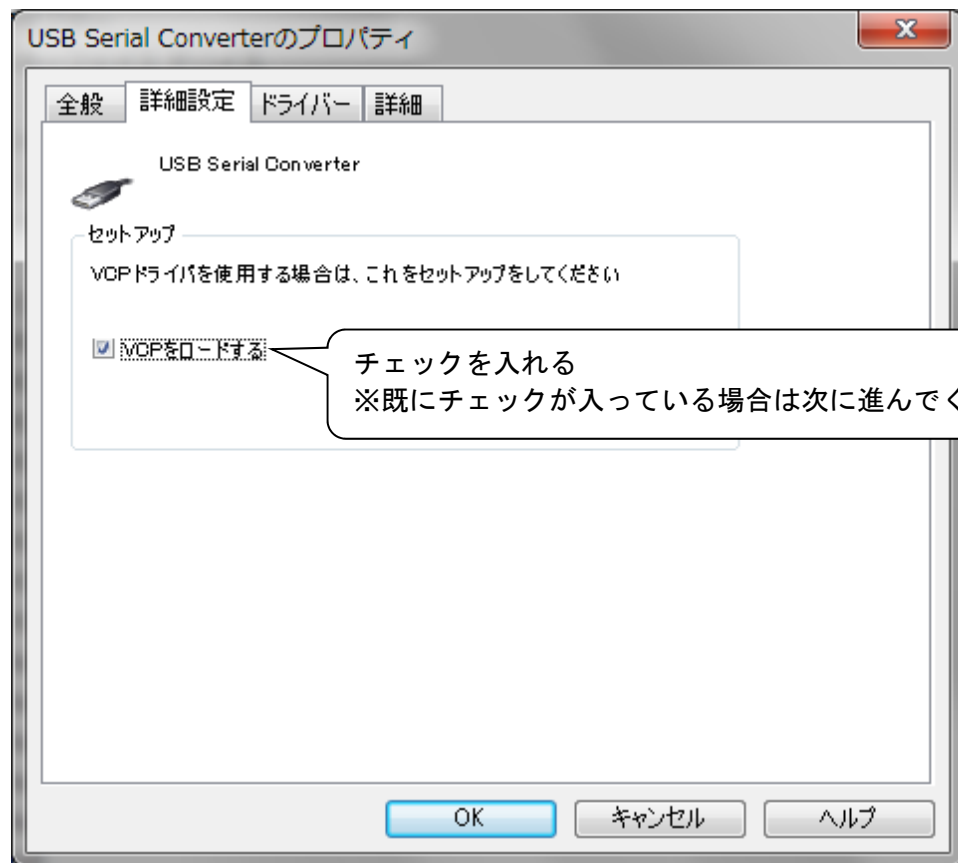 USB Serial Converterのプロパティ
x
全般 詳細設定 ドライバー 詳細
USB Serial Converter
セットアップ
VCPドライバを使用する場合は、これをセットアップをしてください
VCPをロードする
チェックを入れる
※既にチェックが入っている場合は次に進んでく
OK キャンセル ヘルプ